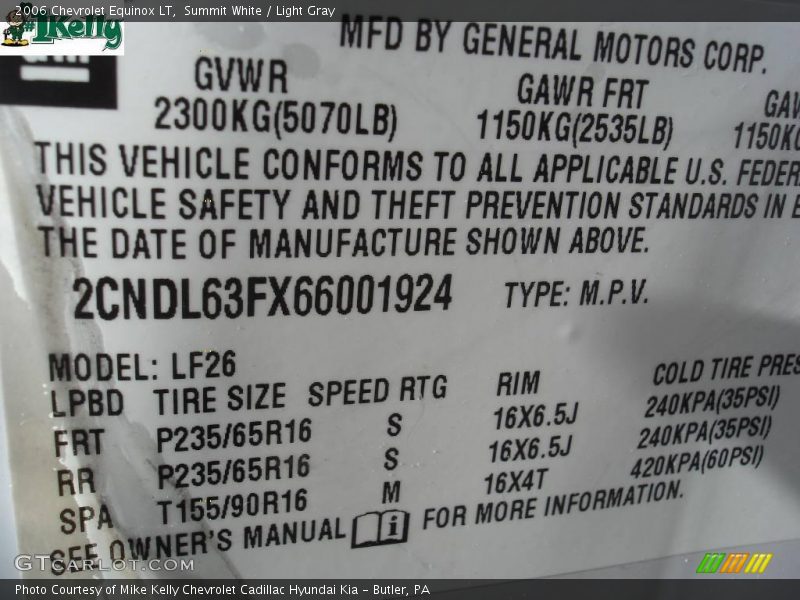 2006 Chevrolet Equinox LT,  Summit White / Light Gray
#1Kelly
gm
MFD BY GENERAL MOTORS CORP.
GVWR GAWR FRT
2300KG(5070LB) 1150KG(2535LB)
THIS VEHICLE CONFORMS TO ALL APPLICABLE U.S.
VEHICLE SAFETY AND THEFT PREVENTION STANDARDS IN
THE DATE OF MANUFACTURE SHOWN ABOVE.
2CNDL63FX66001924 TYPE: M.P.V.
MODEL: LF26
LPBD TIRE SIZE SPEED RTG RIM COLD TIRE
FRT P235/65R16 S 16X6.5J 240KPA(35PSI)
RR P235/65R16 S 16X6.5J 240KPA(35PSI)
SPA T155/90R16 M 16X4T 420KPA(60PSI)
SEE OWNER'S MANUAL FOR MORE INFORMATION.
GTCarLot.com
Photo Courtesy of Mike Kelly Chevrolet Cadillac Hyundai Kia – Butler, PA